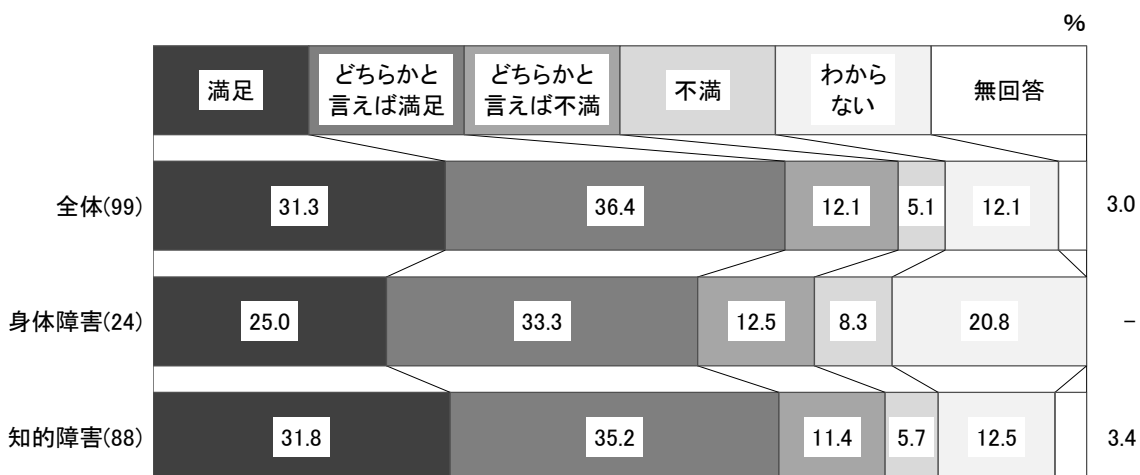 %
満足
どちらかと
言えば満足
どちらかと
言えば不満
不満
わから
ない
無回答
全体(99)
31.3
36.4
12.1
5.1
12.1
3.0
身体障害(24)
25.0
33.3
12.5
8.3
20.8
-
知的障害(88)
31.8
35.2
11.4
5.7
12.5
3.4